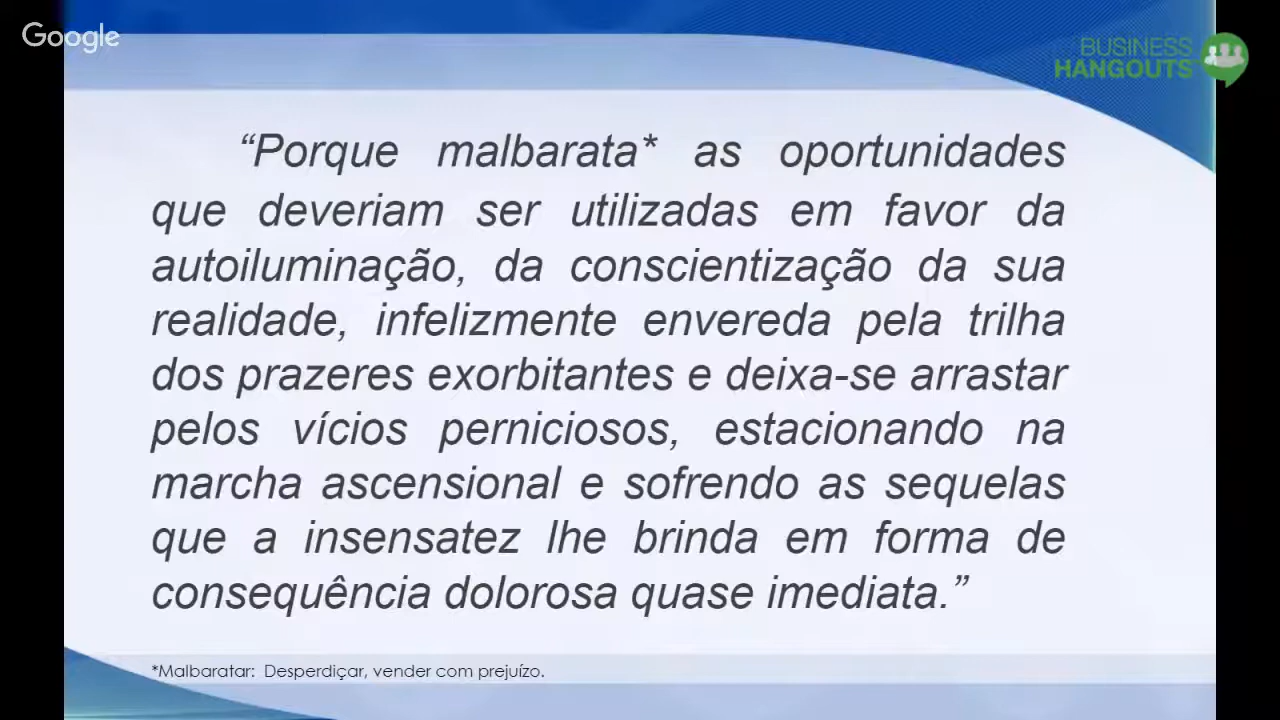 Google
BUSINESS
HANGOUTS
“Porque malbarata* as oportunidades
que deveriam ser utilizadas em favor da
autoiluminação, da conscientização da sua
realidade, infelizmente envereda pela trilha
dos prazeres exorbitantes e deixa-se arrastar
pelos vícios perniciosos, estacionando na
marcha ascensional e sofrendo as sequelas
que a insensatez lhe brinda em forma de
consequência dolorosa quase imediata.”
*Malbaratar: Desperdiçar, vender com prejuízo.